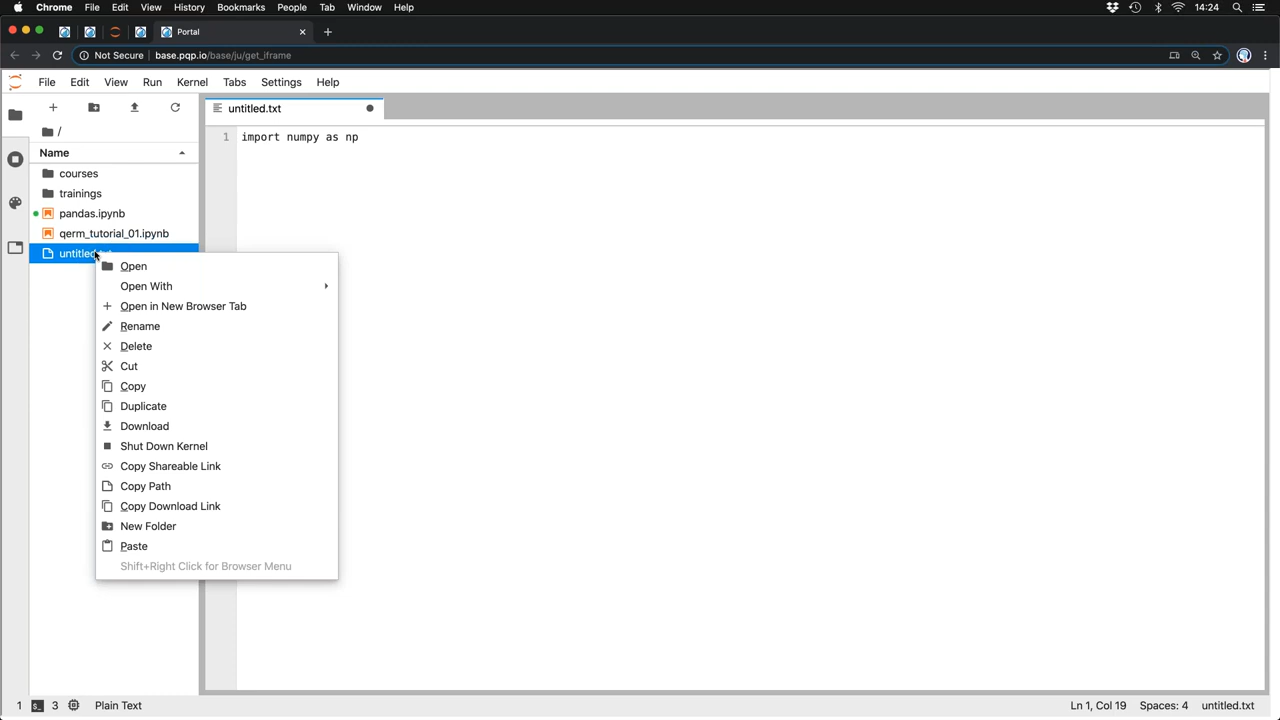 Chrome File Edit View History Bookmarks People Tab Window Help 14:24
Portal
Not Secure base.pqp.io/base/ju/get_iframe
File Edit View Run Kernel Tabs Settings Help
untitled.txt
/
1 import numpy as np
Name
courses
trainings
pandas.ipynb
qerm_tutorial_01.ipynb
Open
Open With
Open in New Browser Tab
Rename
Delete
Cut
Copy
Duplicate
Download
Shut Down Kernel
Copy Shareable Link
Copy Path
Copy Download Link
New Folder
Paste
Shift+Right Click for Browser Menu
1 3 Plain Text Ln 1, Col 19 Spaces: 4 untitled.txt